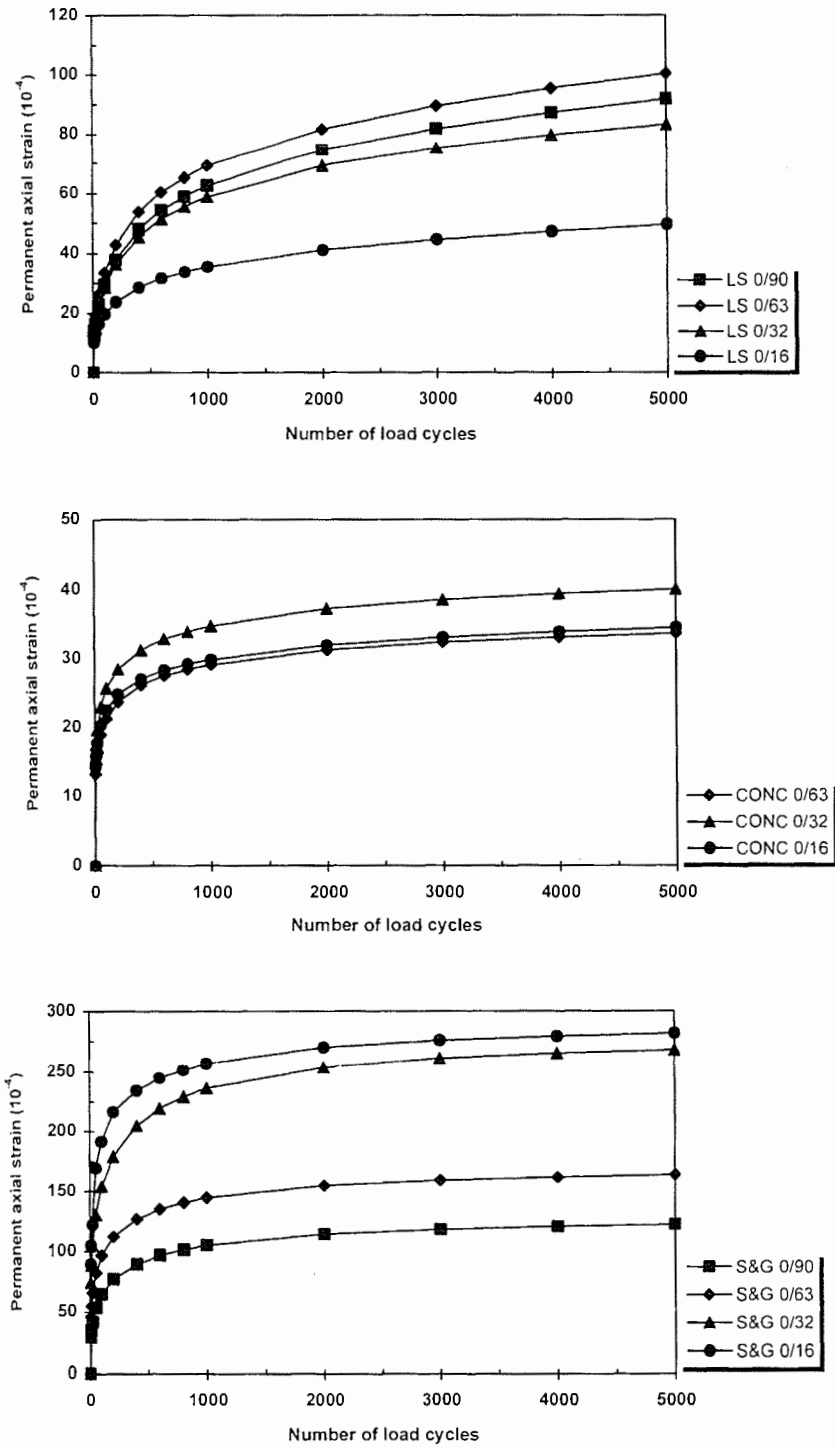 120
100
80
60
40
20
0
Permanent axial strain (10⁻⁴)
0 1000 2000 3000 4000 5000
Number of load cycles
LS 0/90
LS 0/63
LS 0/32
LS 0/16
50
40
30
20
10
0
Permanent axial strain (10⁻⁴)
0 1000 2000 3000 4000 5000
Number of load cycles
CONC 0/63
CONC 0/32
CONC 0/16
300
250
200
150
100
50
0
Permanent axial strain (10⁻⁴)
0 1000 2000 3000 4000 5000
Number of load cycles
S&G 0/90
S&G 0/63
S&G 0/32
S&G 0/16